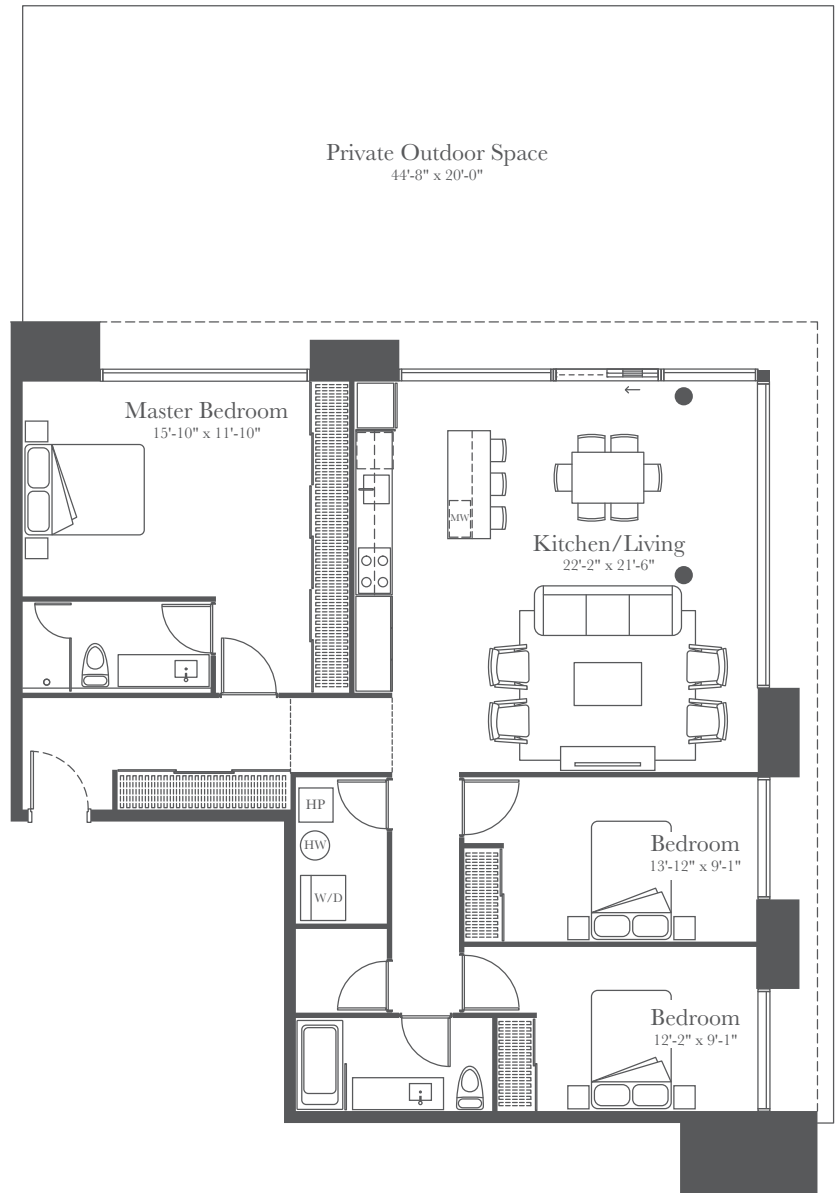 Private Outdoor Space
44'-8" x 20'-0"
Master Bedroom
15'-10" x 11'-10"
MW
Kitchen/Living
22'-2" x 21'-6"
HP
HW
W/D
Bedroom
13'-12" x 9'-1"
Bedroom
12'-2" x 9'-1"